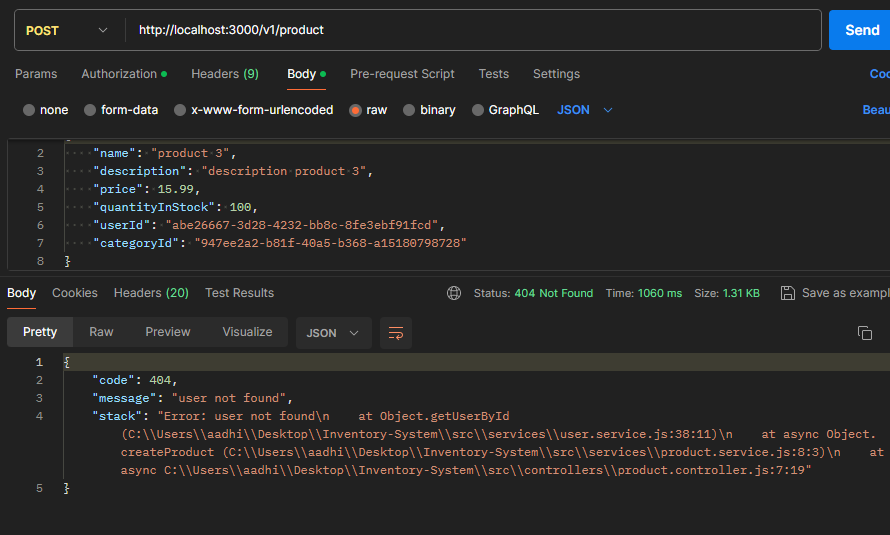 POST http://localhost:3000/v1/product Send
Params Authorization Headers (9) Body Pre-request Script Tests Settings
none form-data x-www-form-urlencoded raw binary GraphQL JSON
2 "name": "product 3",
3 "description": "description product 3",
4 "price": 15.99,
5 "quantityInStock": 100,
6 "userId": "abe26667-3d28-4232-bb8c-8fe3ebf91fcd",
7 "categoryId": "947ee2a2-b81f-40a5-b368-a15180798728"
8 }
Body Cookies Headers (20) Test Results Status: 404 Not Found Time: 1060 ms Size: 1.31 KB Save as exampl
Pretty Raw Preview Visualize JSON
1 {
2 "code": 404,
3 "message": "user not found",
4 "stack": "Error: user not found\n    at Object.getUserById
(C:\\Users\\aadhi\\Desktop\\Inventory-System\\src\\services\\user.service.js:38:11)\n    at async Object.
createProduct (C:\\Users\\aadhi\\Desktop\\Inventory-System\\src\\services\\product.service.js:8:3)\n    at
async C:\\Users\\aadhi\\Desktop\\Inventory-System\\src\\controllers\\product.controller.js:7:19"
5 }